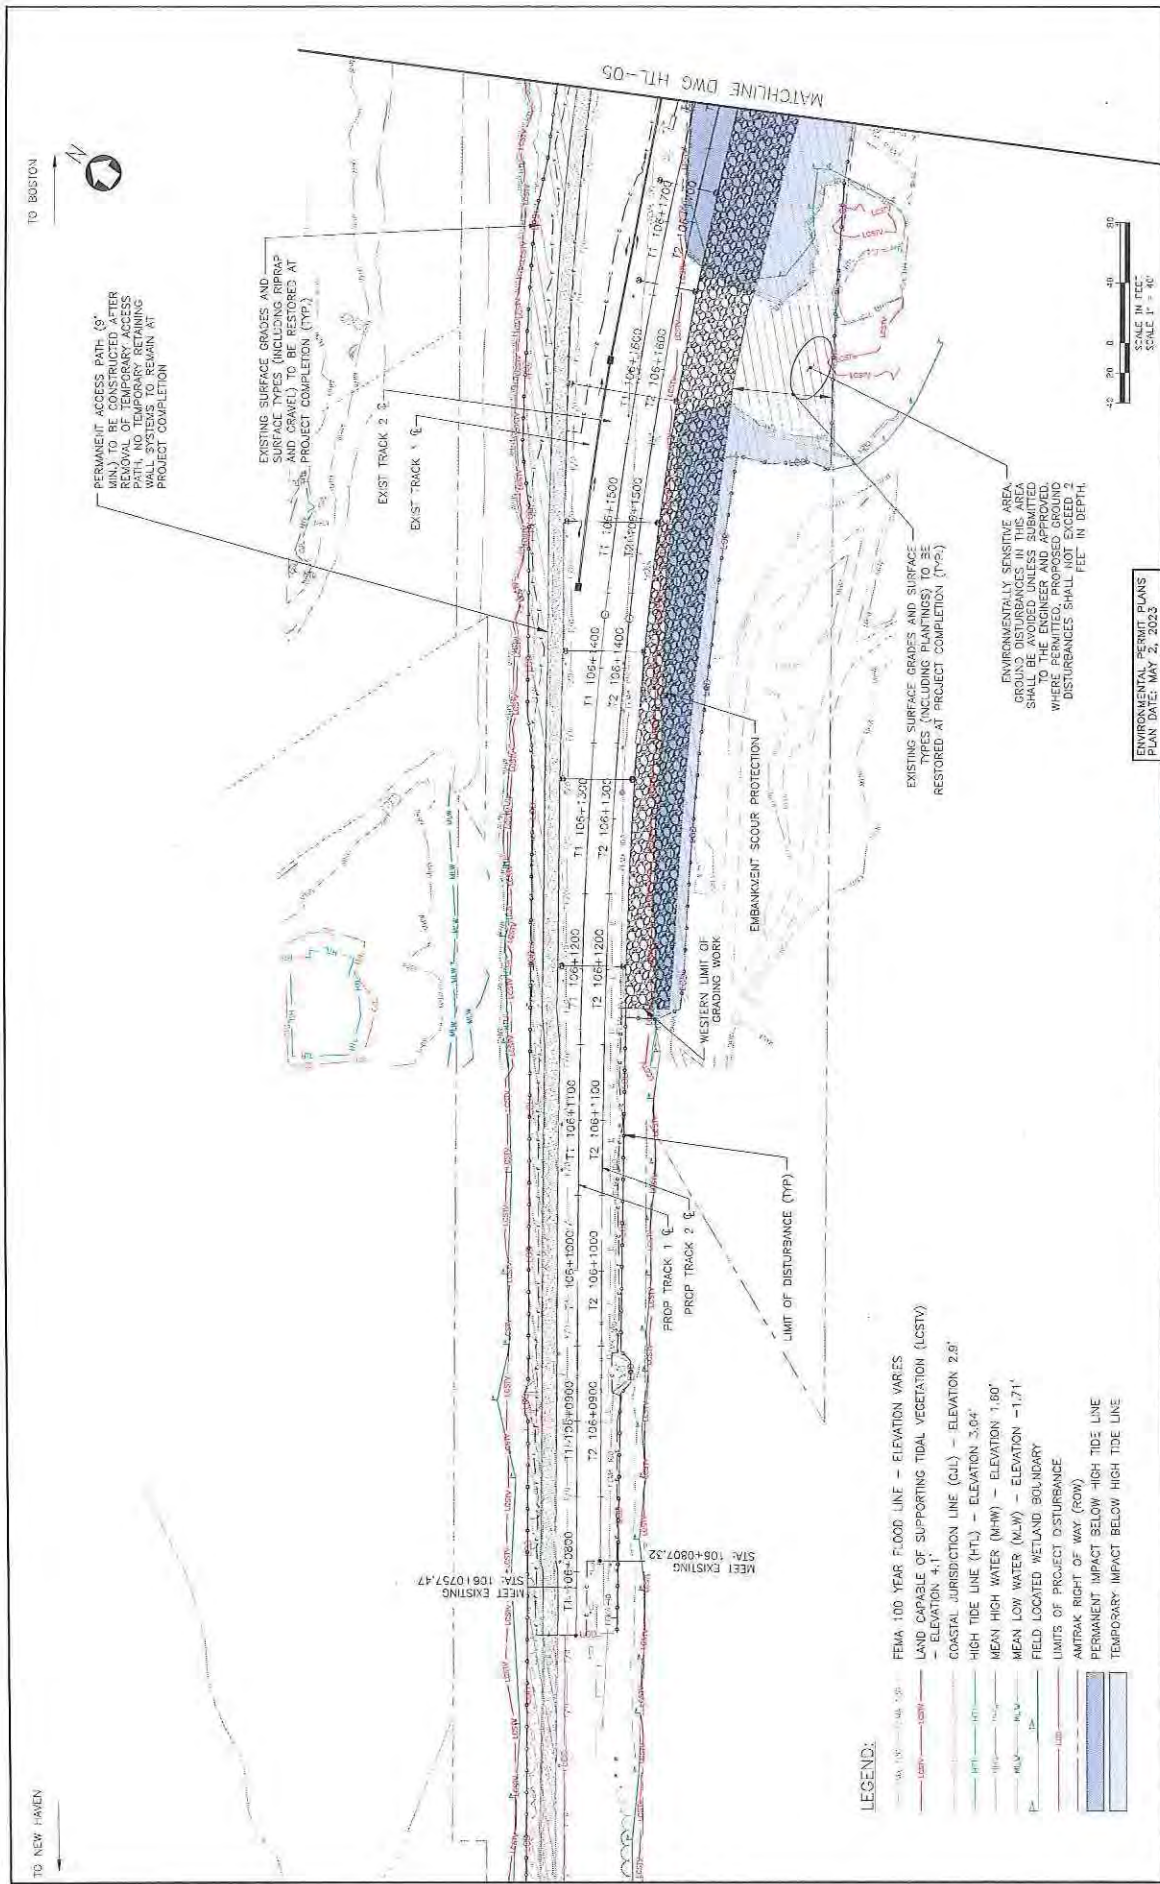 TO NEW HAVEN
TO BOSTON
N
PERMANENT ACCESS PATH (9'
MIN.) TO BE CONSTRUCTED AFTER
REMOVAL OF TEMPORARY ACCESS
PATH. NO TEMPORARY RETAINING
WALL SYSTEMS TO REMAIN AT
PROJECT COMPLETION
EXISTING SURFACE GRADES AND
SURFACE TYPES (INCLUDING RIPRAP
AND GRAVEL) TO BE RESTORED AT
PROJECT COMPLETION (TYP.)
EXIST TRACK 2 ℄
EXIST TRACK 1 ℄
MATCHLINE DWG HTL-05
MEET EXISTING
STA: 106+0757.47
MEET EXISTING
STA: 106+0807.32
T1 106+0800
T1 106+0900
T1 106+1000
T1 106+1100
T1 106+1200
T1 106+1300
T1 106+1400
T1 106+1500
T1 106+1600
T1 106+1700
T2 106+0900
T2 106+1000
T2 106+1100
T2 106+1200
T2 106+1300
T2 106+1400
T2 106+1500
T2 106+1600
T2 106+1700
PROP TRACK 1 ℄
PROP TRACK 2 ℄
LIMIT OF DISTURBANCE (TYP)
WESTERN LIMIT OF
GRADING WORK
EMBANKMENT SCOUR PROTECTION
EXISTING SURFACE GRADES AND SURFACE
TYPES (INCLUDING PLANTINGS) TO BE
RESTORED AT PROJECT COMPLETION (TYP.)
ENVIRONMENTALLY SENSITIVE AREA.
GROUND DISTURBANCES IN THIS AREA
SHALL BE AVOIDED UNLESS SUBMITTED
TO THE ENGINEER AND APPROVED.
WHERE PERMITTED, PROPOSED GROUND
DISTURBANCES SHALL NOT EXCEED 2
FEET IN DEPTH.
LEGEND:
FEMA 100 YEAR FLOOD LINE - ELEVATION VARIES
LCSTV LAND CAPABLE OF SUPPORTING TIDAL VEGETATION (LCSTV)
- ELEVATION 4.1'
COASTAL JURISDICTION LINE (CJL) - ELEVATION 2.9'
HTL HIGH TIDE LINE (HTL) - ELEVATION 3.04'
MEAN HIGH WATER (MHW) - ELEVATION 1.60'
MLW MLW MEAN LOW WATER (MLW) - ELEVATION -1.71'
FIELD LOCATED WETLAND BOUNDARY
LOD LIMITS OF PROJECT DISTURBANCE
AMTRAK RIGHT OF WAY (ROW)
PERMANENT IMPACT BELOW HIGH TIDE LINE
TEMPORARY IMPACT BELOW HIGH TIDE LINE
40 20 0 40 80
SCALE IN FEET
SCALE 1" = 40'
ENVIRONMENTAL PERMIT PLANS
PLAN DATE: MAY 2, 2023